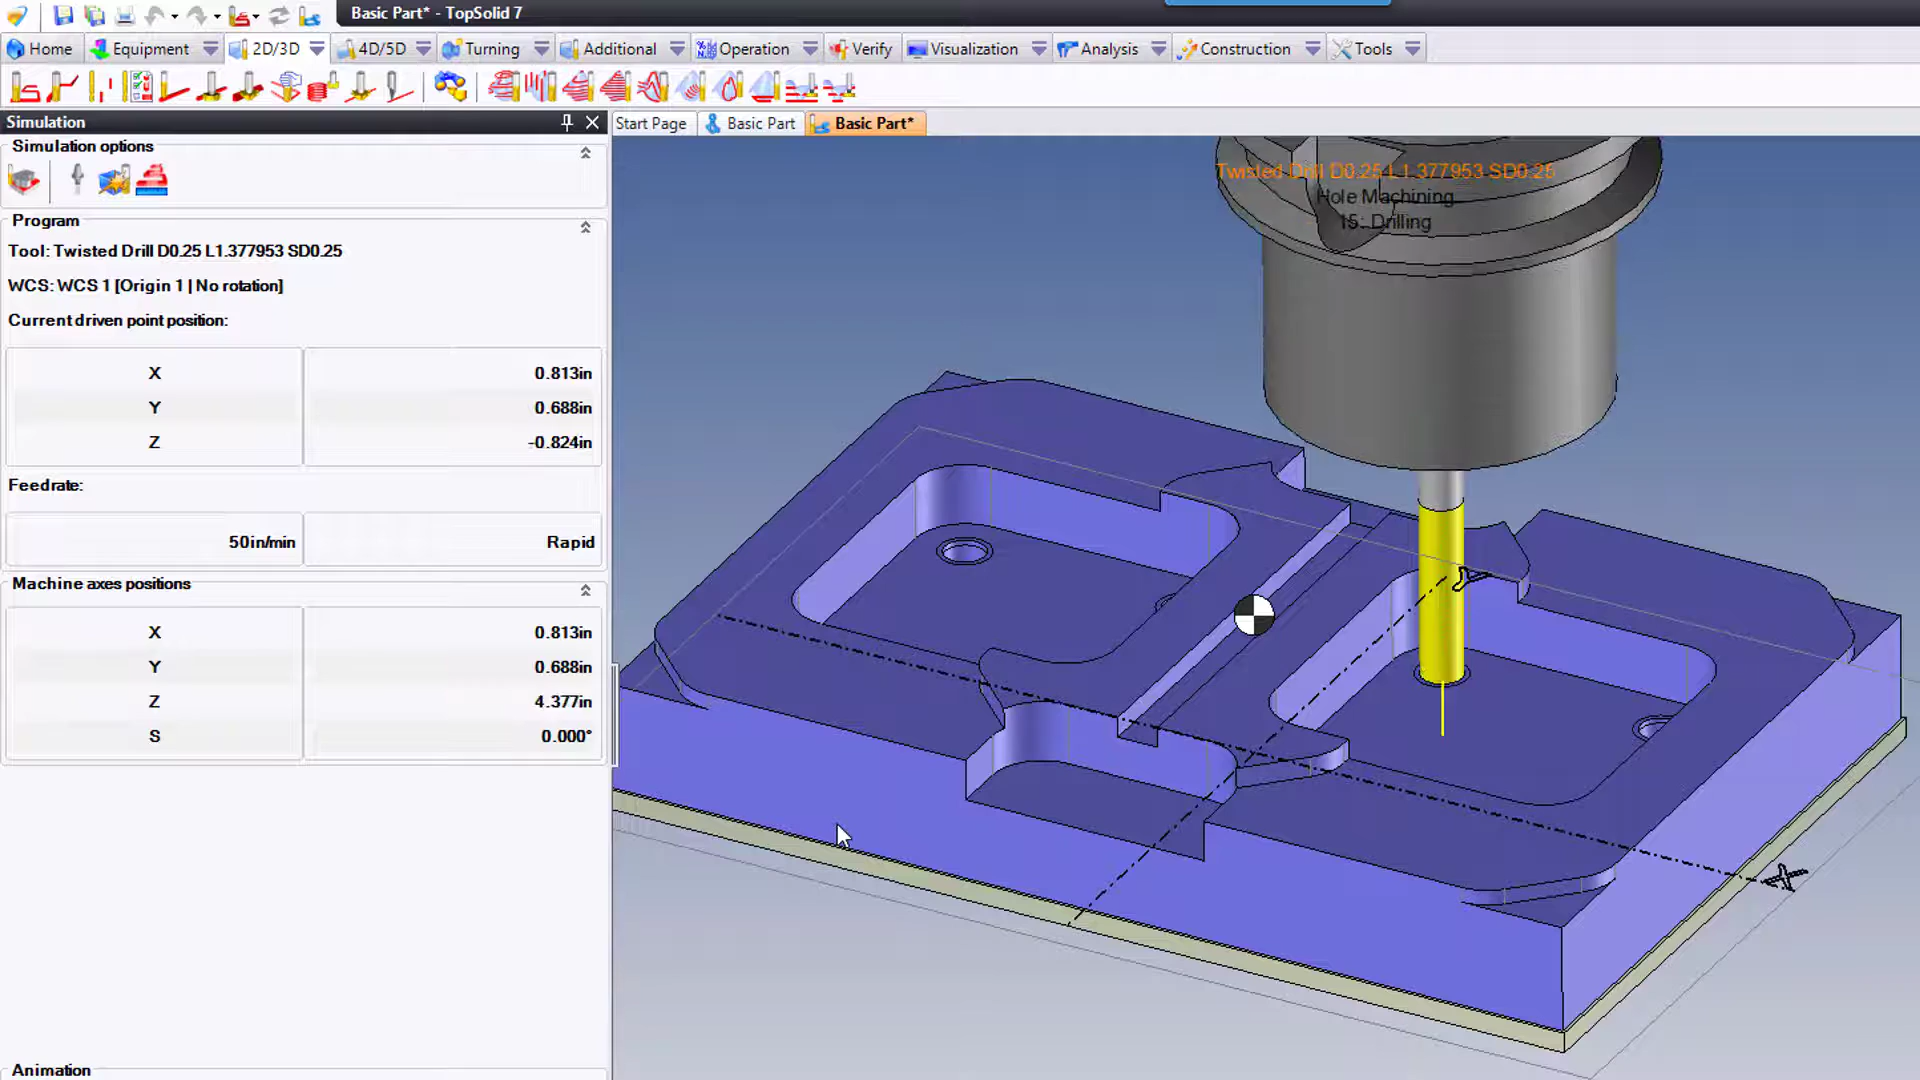 Basic Part* - TopSolid 7
Home
Equipment
2D/3D
4D/5D
Turning
Additional
Operation
Verify
Visualization
Analysis
Construction
Tools
Simulation
Start Page
Basic Part
Basic Part*
Simulation options
Program
Tool: Twisted Drill D0.25 L1.377953 SD0.25
WCS: WCS 1 [Origin 1 | No rotation]
Current driven point position:
X 0.813in
Y 0.688in
Z -0.824in
Feedrate:
50in/min Rapid
Machine axes positions
X 0.813in
Y 0.688in
Z 4.377in
S 0.000°
Animation
Twisted Drill D0.25 L1.377953 SD0.25
Hole Machining
15: Drilling
Y
X